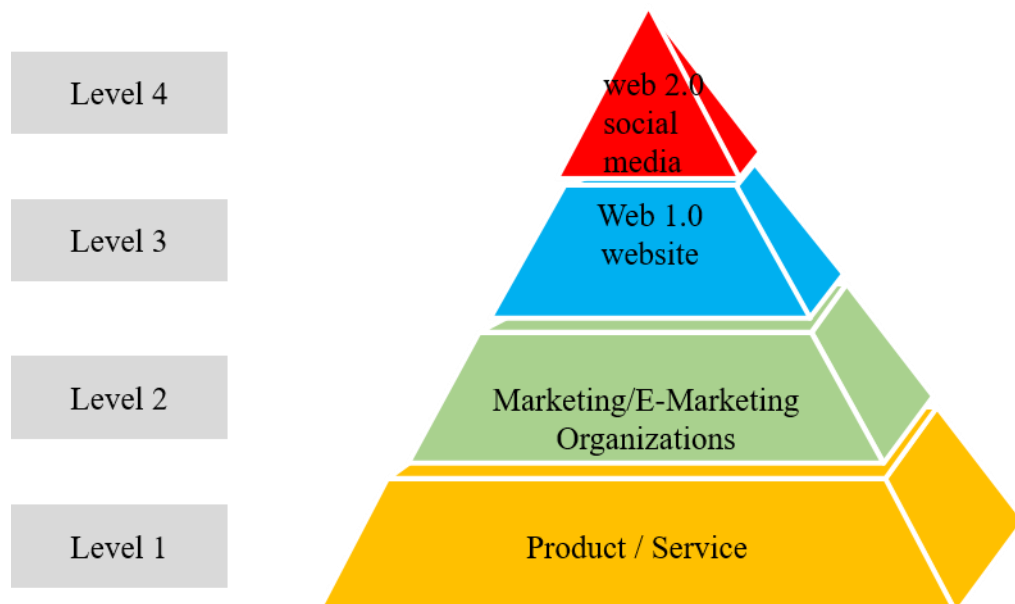 Level 4
web 2.0
social
media
Level 3
Web 1.0
website
Level 2
Marketing/E-Marketing
Organizations
Level 1
Product / Service